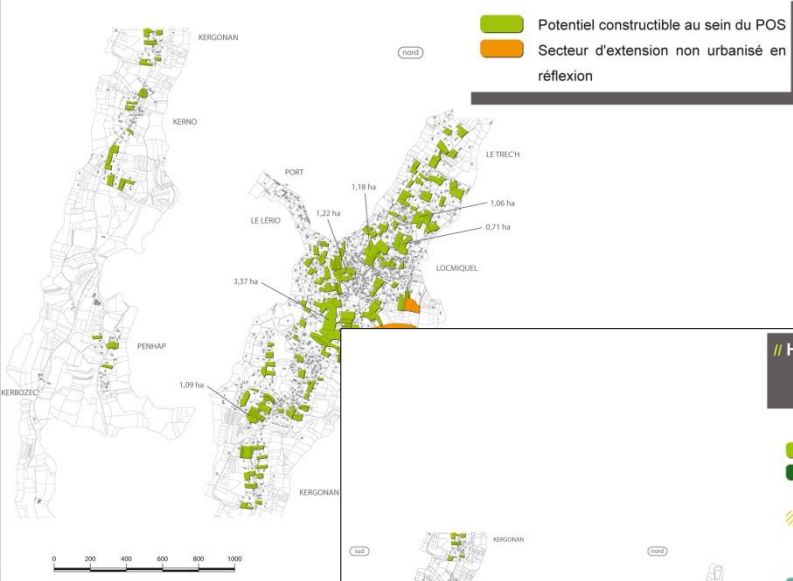 Potentiel constructible au sein du POS
Secteur d'extension non urbanisé en
réflexion
KERGONAN
nord
KERNO
LE TREC'H
PORT
1,18 ha
1,06 ha
1,22 ha
LE LÉRIO
0,71 ha
LOCMIQUEL
3,37 ha
PENHAP
1,09 ha
KERBOZEC
KERGONAN
0 200 400 600 800 1000
// H
sud
KERGONAN
nord